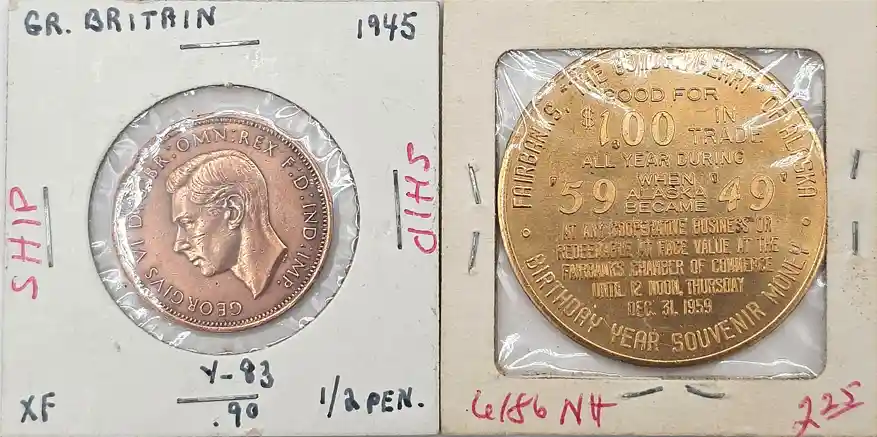 GR. BRITAIN 1945
SHIP
SHIP
GEORGIVS VI D:G:BR:OMN:REX F:D:IND:IMP.
XF
Y-83
.90
1/2 PEN.
FAIRBANKS, "THE GOLDEN HEART" OF ALASKA
GOOD FOR
$1.00 IN TRADE
ALL YEAR DURING
'59 WHEN ALASKA BECAME '49'
AT ANY COOPERATIVE BUSINESS OR
REDEEMABLE AT FACE VALUE AT THE
FAIRBANKS CHAMBER OF COMMERCE
UNTIL 12 NOON, THURSDAY
DEC. 31, 1959
BIRTHDAY YEAR SOUVENIR MONEY
6/86 NH
225